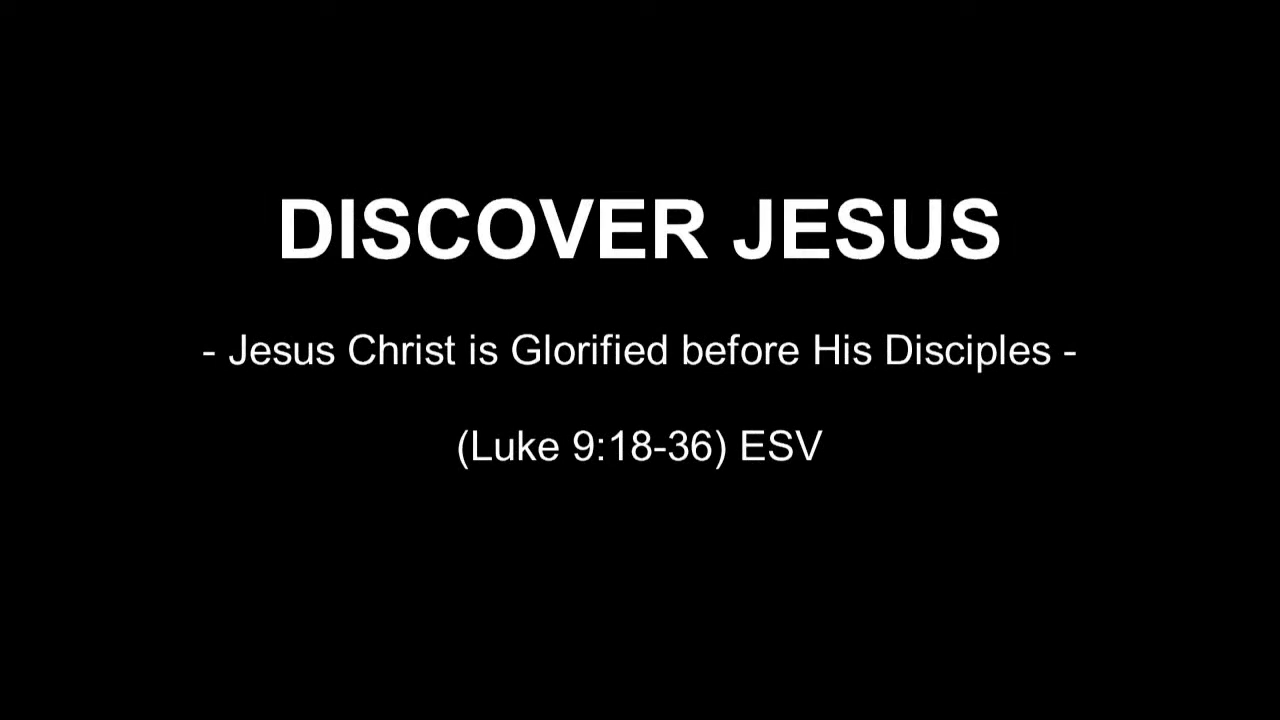 DISCOVER JESUS
- Jesus Christ is Glorified before His Disciples -
(Luke 9:18-36) ESV